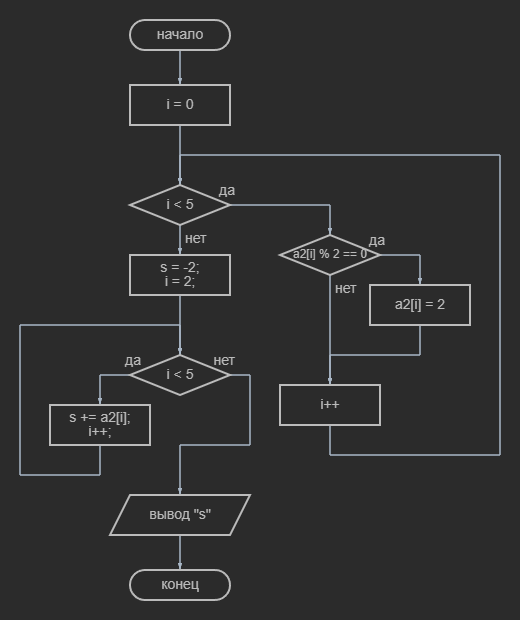 начало
i = 0
i < 5
да
нет
a2[i] % 2 == 0
да
нет
a2[i] = 2
i++
s = -2;
i = 2;
i < 5
да
нет
s += a2[i];
i++;
вывод "s"
конец